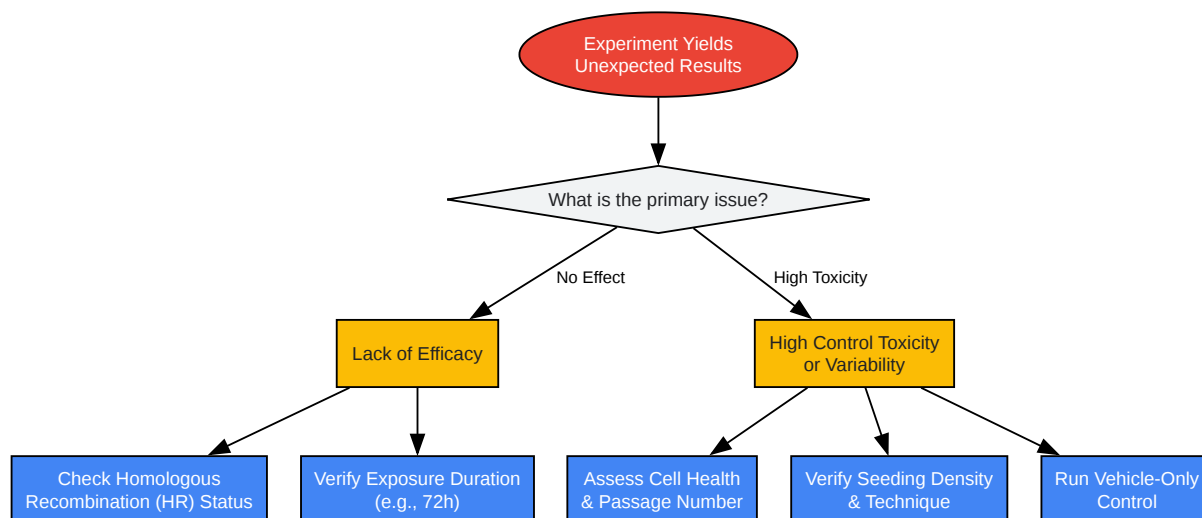 Experiment Yields
Unexpected Results
What is the primary issue?
No Effect
High Toxicity
Lack of Efficacy
High Control Toxicity
or Variability
Check Homologous
Recombination (HR) Status
Verify Exposure Duration
(e.g., 72h)
Assess Cell Health
& Passage Number
Verify Seeding Density
& Technique
Run Vehicle-Only
Control